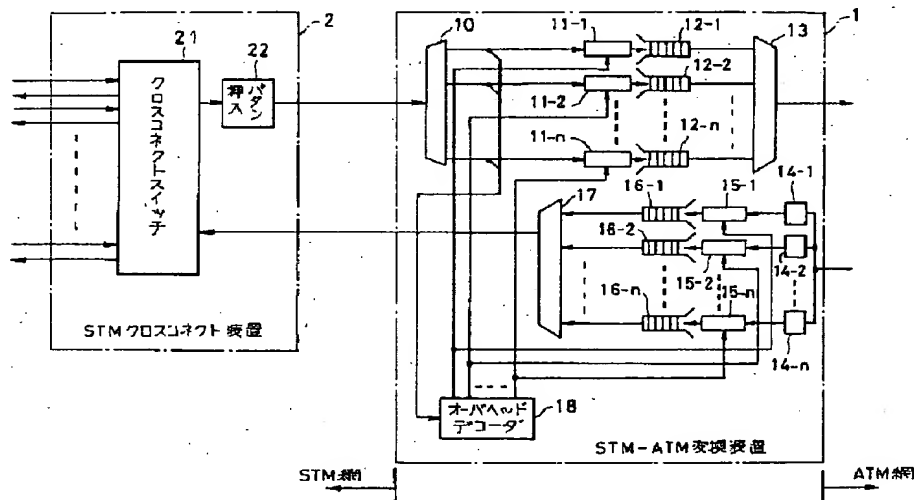 2
21
クロスコネクトスイッチ
22
パタン
挿入
STMクロスコネクト装置
1
10
11-1
12-1
13
11-2
12-2
11-n
12-n
17
16-1
15-1
14-1
16-2
15-2
14-2
16-n
15-n
14-n
オーバヘッド
デコーダ
18
STM-ATM変換装置
STM網
ATM網